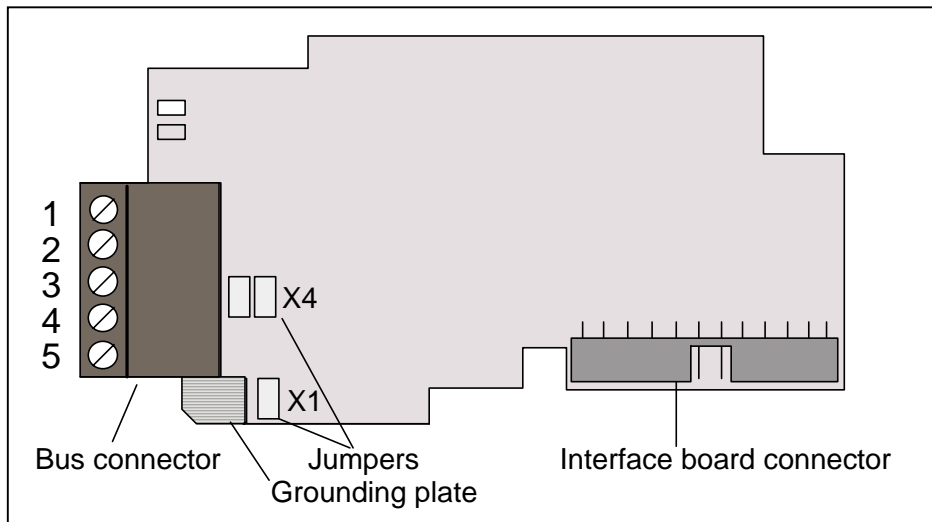 1
2
3
4
5
X4
X1
Bus connector
Jumpers
Interface board connector
Grounding plate